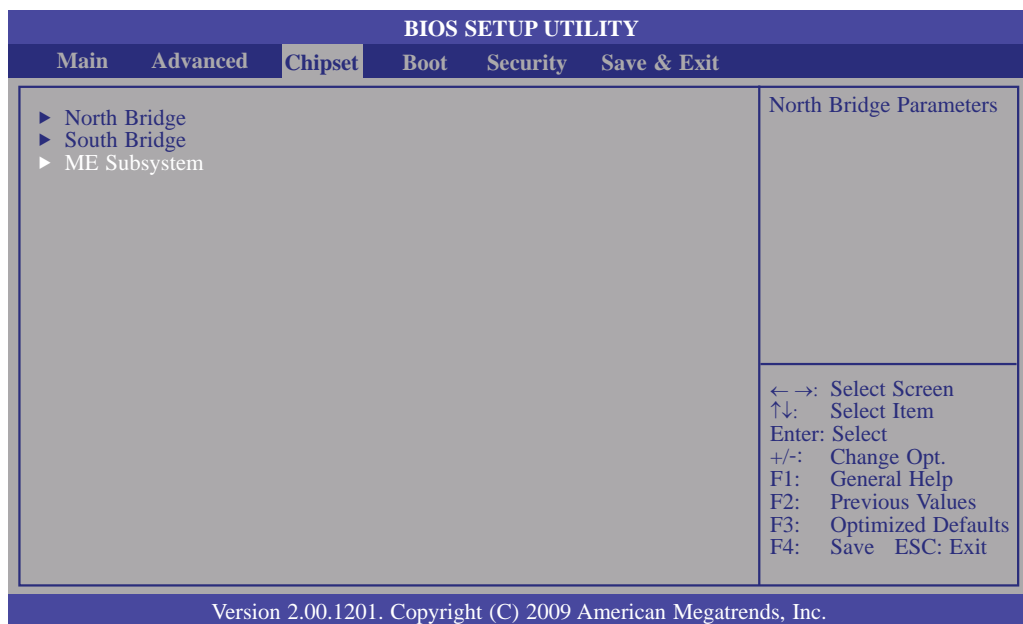 BIOS SETUP UTILITY
Main Advanced Chipset Boot Security Save & Exit
▶ North Bridge
▶ South Bridge
▶ ME Subsystem
North Bridge Parameters
← →: Select Screen
↑↓: Select Item
Enter: Select
+/-: Change Opt.
F1: General Help
F2: Previous Values
F3: Optimized Defaults
F4: Save ESC: Exit
Version 2.00.1201. Copyright (C) 2009 American Megatrends, Inc.